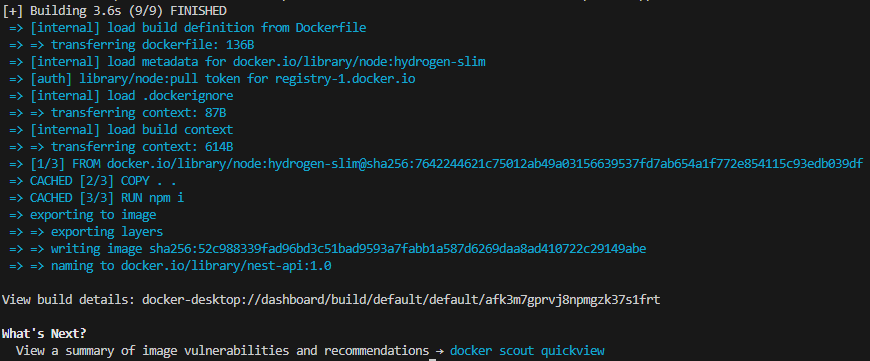 [+] Building 3.6s (9/9) FINISHED
=> [internal] load build definition from Dockerfile
=> => transferring dockerfile: 136B
=> [internal] load metadata for docker.io/library/node:hydrogen-slim
=> [auth] library/node:pull token for registry-1.docker.io
=> [internal] load .dockerignore
=> => transferring context: 87B
=> [internal] load build context
=> => transferring context: 614B
=> [1/3] FROM docker.io/library/node:hydrogen-slim@sha256:7642244621c75012ab49a03156639537fd7ab654a1f772e854115c93edb039df
=> CACHED [2/3] COPY . .
=> CACHED [3/3] RUN npm i
=> exporting to image
=> => exporting layers
=> => writing image sha256:52c988339fad96bd3c51bad9593a7fabb1a587d6269daa8ad410722c29149abe
=> => naming to docker.io/library/nest-api:1.0
View build details: docker-desktop://dashboard/build/default/default/afk3m7gprvj8npmgzk37s1frt
What's Next?
View a summary of image vulnerabilities and recommendations → docker scout quickview